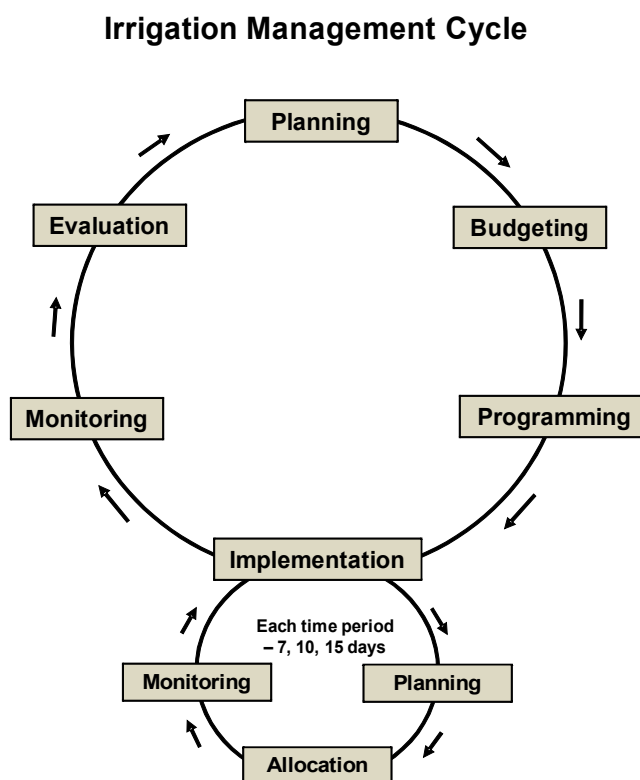 Irrigation Management Cycle
Planning
Evaluation
Budgeting
Monitoring
Programming
Implementation
Each time period
– 7, 10, 15 days
Monitoring
Planning
Allocation